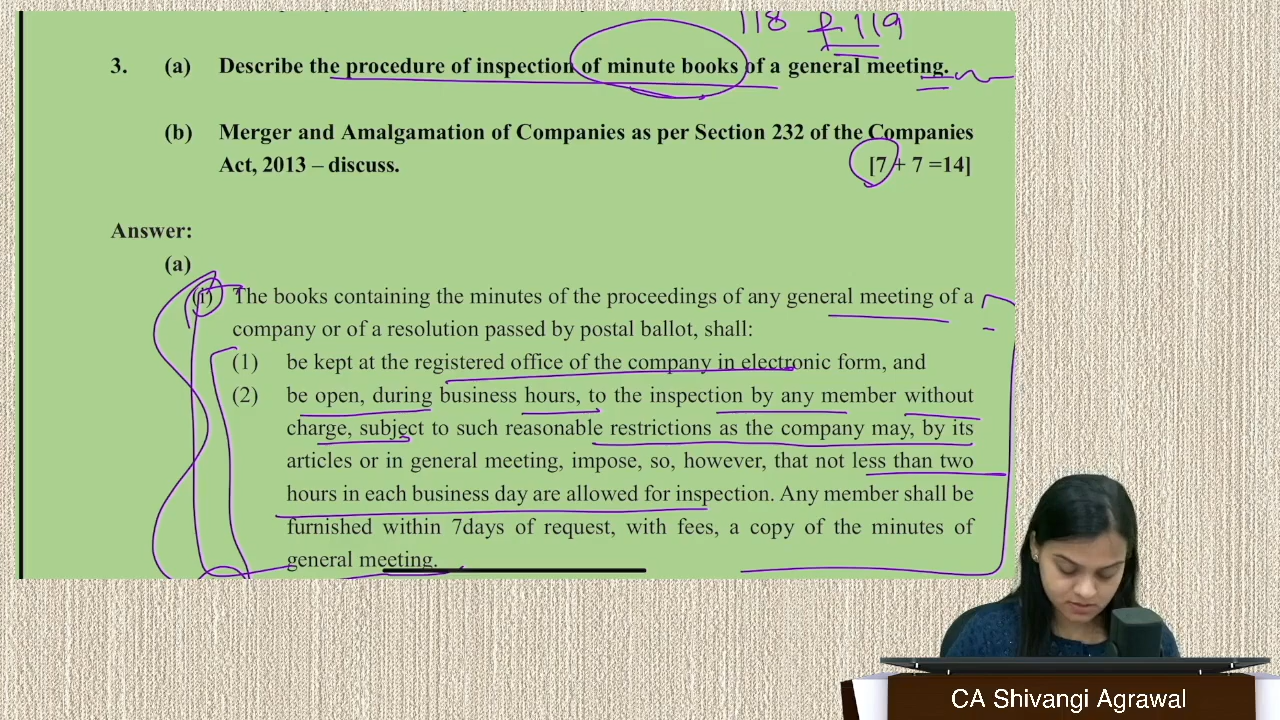 118 & 119
3. (a) Describe the procedure of inspection of minute books of a general meeting.
(b) Merger and Amalgamation of Companies as per Section 232 of the Companies
Act, 2013 – discuss. [7 + 7 =14]
Answer:
(a)
(i) The books containing the minutes of the proceedings of any general meeting of a
company or of a resolution passed by postal ballot, shall:
(1) be kept at the registered office of the company in electronic form, and
(2) be open, during business hours, to the inspection by any member without
charge, subject to such reasonable restrictions as the company may, by its
articles or in general meeting, impose, so, however, that not less than two
hours in each business day are allowed for inspection. Any member shall be
furnished within 7days of request, with fees, a copy of the minutes of
general meeting.
CA Shivangi Agrawal